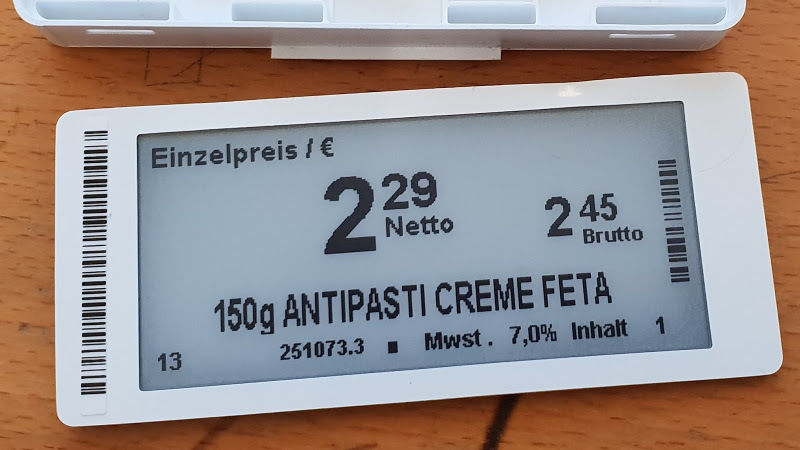 Einzelpreis / €
2 29 Netto
2 45 Brutto
150g ANTIPASTI CREME FETA
13 251073.3 ■ Mwst. 7,0% Inhalt 1